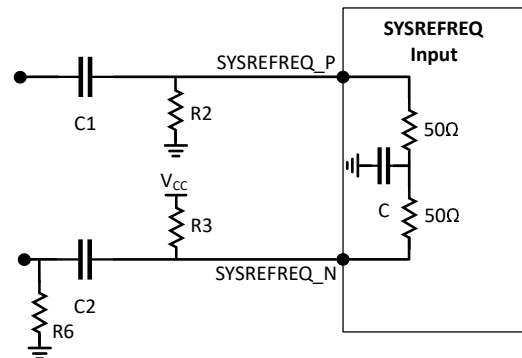 SYSREFREQ
Input
SYSREFREQ_P
C1
R2
50Ω
VCC
R3
C
50Ω
C2
SYSREFREQ_N
R6